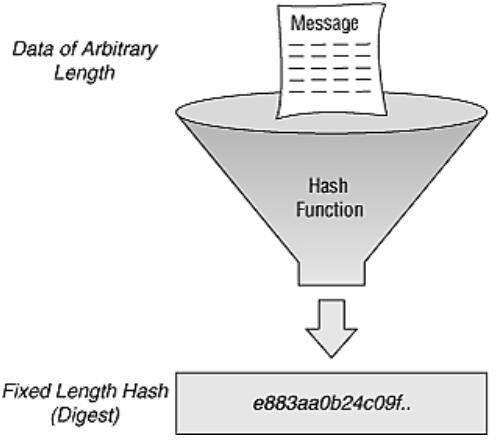 Message
Data of Arbitrary
Length
Hash
Function
Fixed Length Hash
(Digest)
e883aa0b24c09f..